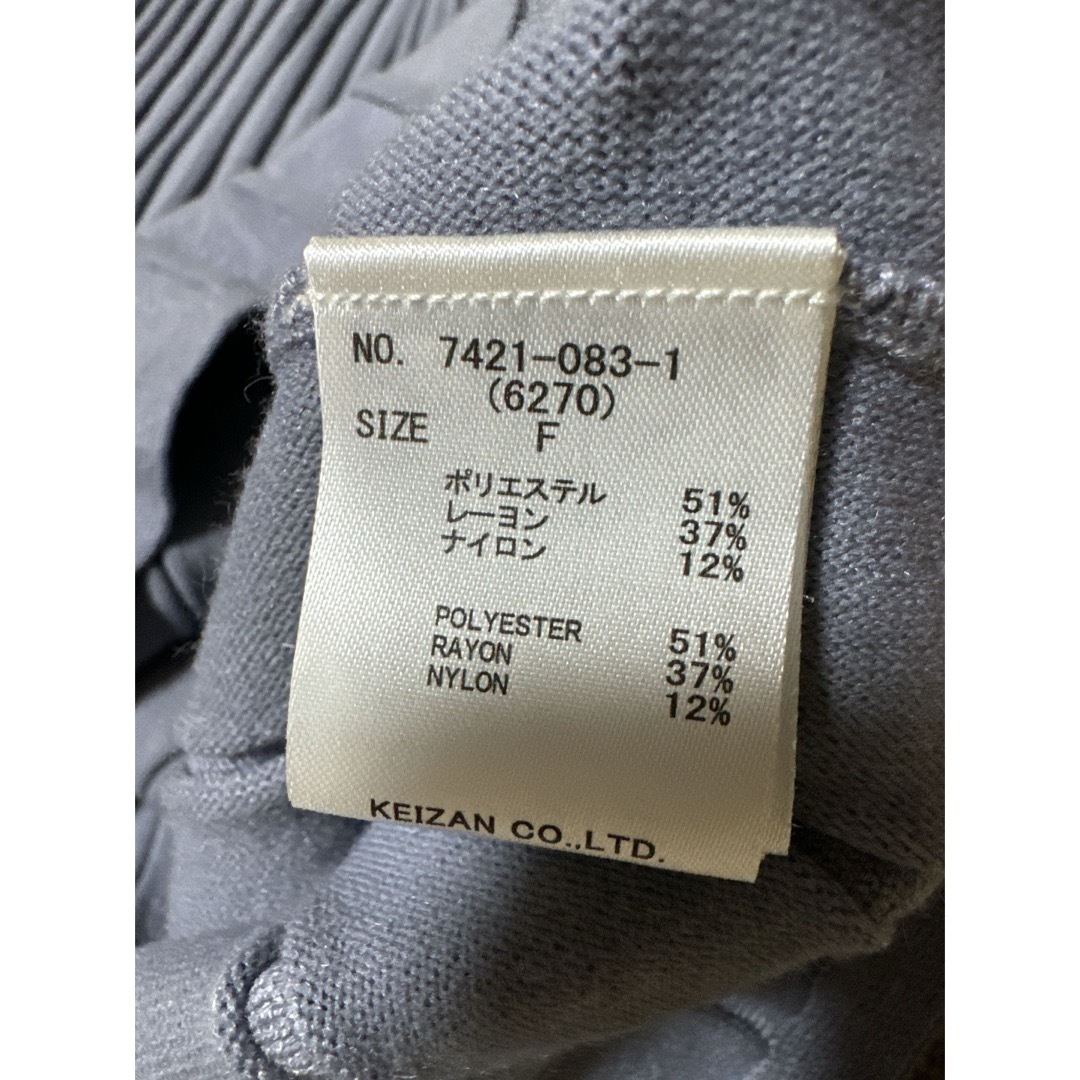 NO. 7421-083-1
(6270)
SIZE F
ポリエステル 51%
レーヨン 37%
ナイロン 12%
POLYESTER 51%
RAYON 37%
NYLON 12%
KEIZAN CO.,LTD.